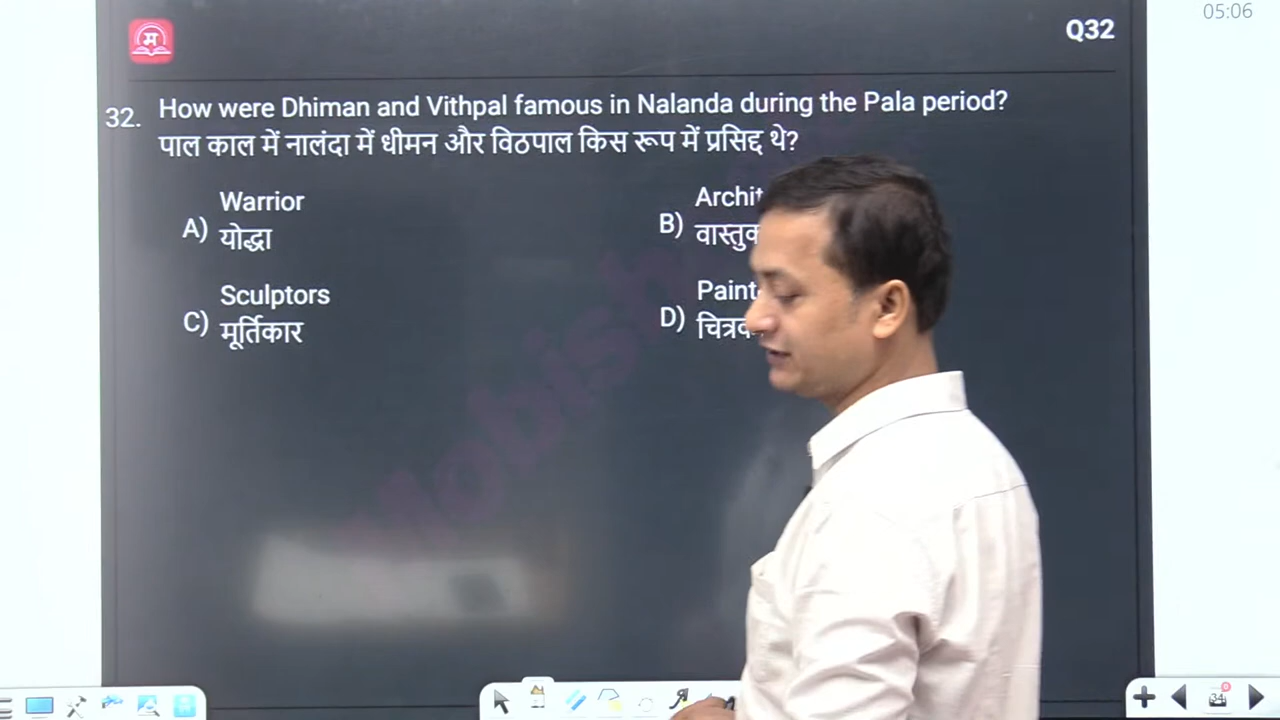 05:06
म
Q32
32. How were Dhiman and Vithpal famous in Nalanda during the Pala period?
पाल काल में नालंदा में धीमन और विठपाल किस रूप में प्रसिद्द थे?
A) Warrior
योद्धा
B)
C) Sculptors
मूर्तिकार
D)
34